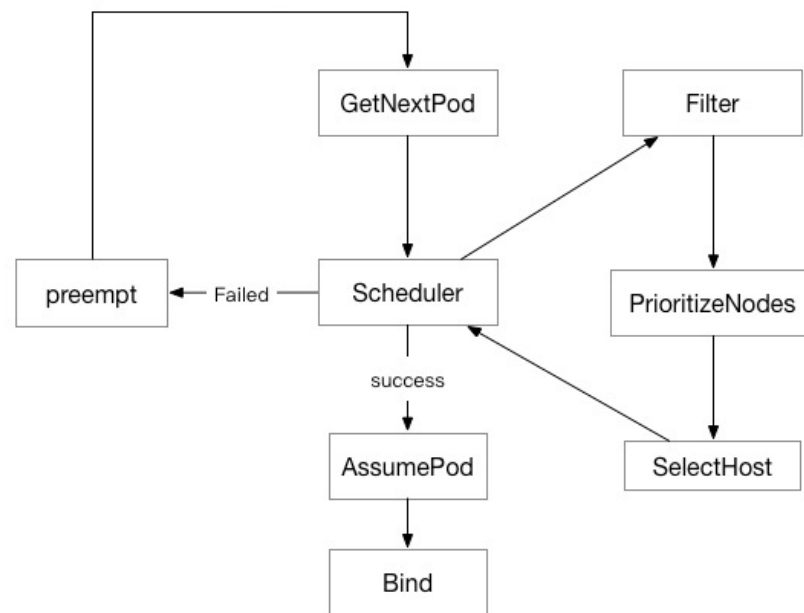 GetNextPod
Filter
preempt
Failed
Scheduler
PrioritizeNodes
success
AssumePod
SelectHost
Bind